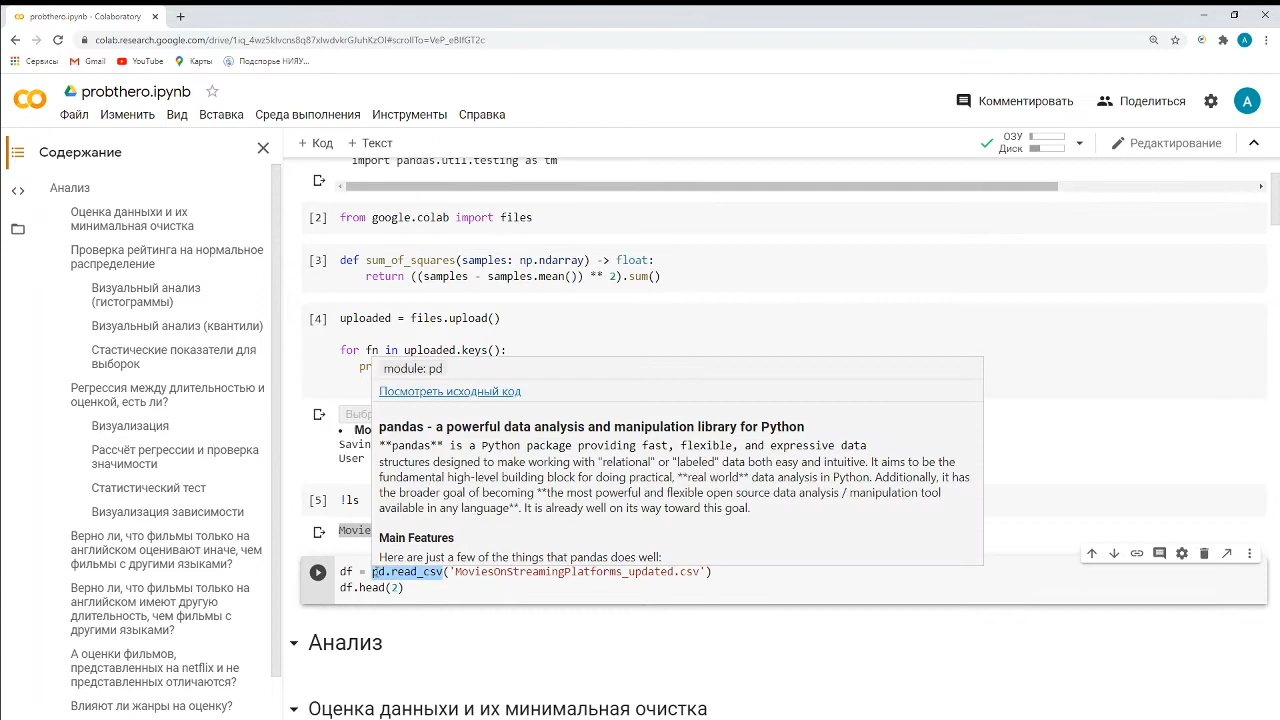 probthero.ipynb - Colaboratory
colab.research.google.com/drive/1iq_4wz5klvcns8q87xlwdvkrGJuhKzOl#scrollTo=VeP_e8IfGT2c
Сервисы Gmail YouTube Карты Подспорье НИЯУ...
probthero.ipynb
Комментировать Поделиться A
Файл Изменить Вид Вставка Среда выполнения Инструменты Справка
Содержание
+ Код + Текст
ОЗУ
Диск
Редактирование
Анализ
Оценка данныхи и их
минимальная очистка
Проверка рейтинга на нормальное
распределение
Визуальный анализ
(гистограммы)
Визуальный анализ (квантили)
Стастические показатели для
выборок
Регрессия между длительностью и
оценкой, есть ли?
Визуализация
Рассчёт регрессии и проверка
значимости
Статистический тест
Визуализация зависимости
Верно ли, что фильмы только на
английском оценивают иначе, чем
фильмы с другими языками?
Верно ли, что фильмы только на
английском имеют другую
длительность, чем фильмы с
другими языками?
А оценки фильмов,
представленных на netflix и не
представленных отличаются?
Влияют ли жанры на оценку?
import pandas.util.testing as tm
[2] from google.colab import files
[3] def sum_of_squares(samples: np.ndarray) -> float:
return ((samples - samples.mean()) ** 2).sum()
[4] uploaded = files.upload()
for fn in uploaded.keys():
pr
module: pd
Посмотреть исходный код
pandas - a powerful data analysis and manipulation library for Python
**pandas** is a Python package providing fast, flexible, and expressive data
structures designed to make working with "relational" or "labeled" data both easy and intuitive. It aims to be the
fundamental high-level building block for doing practical, **real world** data analysis in Python. Additionally, it has
the broader goal of becoming **the most powerful and flexible open source data analysis / manipulation tool
available in any language**. It is already well on its way toward this goal.
Main Features
Here are just a few of the things that pandas does well:
Выбр
Mo
Savin
User
[5] !ls
Movie
df = pd.read_csv('MoviesOnStreamingPlatforms_updated.csv')
df.head(2)
Анализ
Оценка данныхи и их минимальная очистка